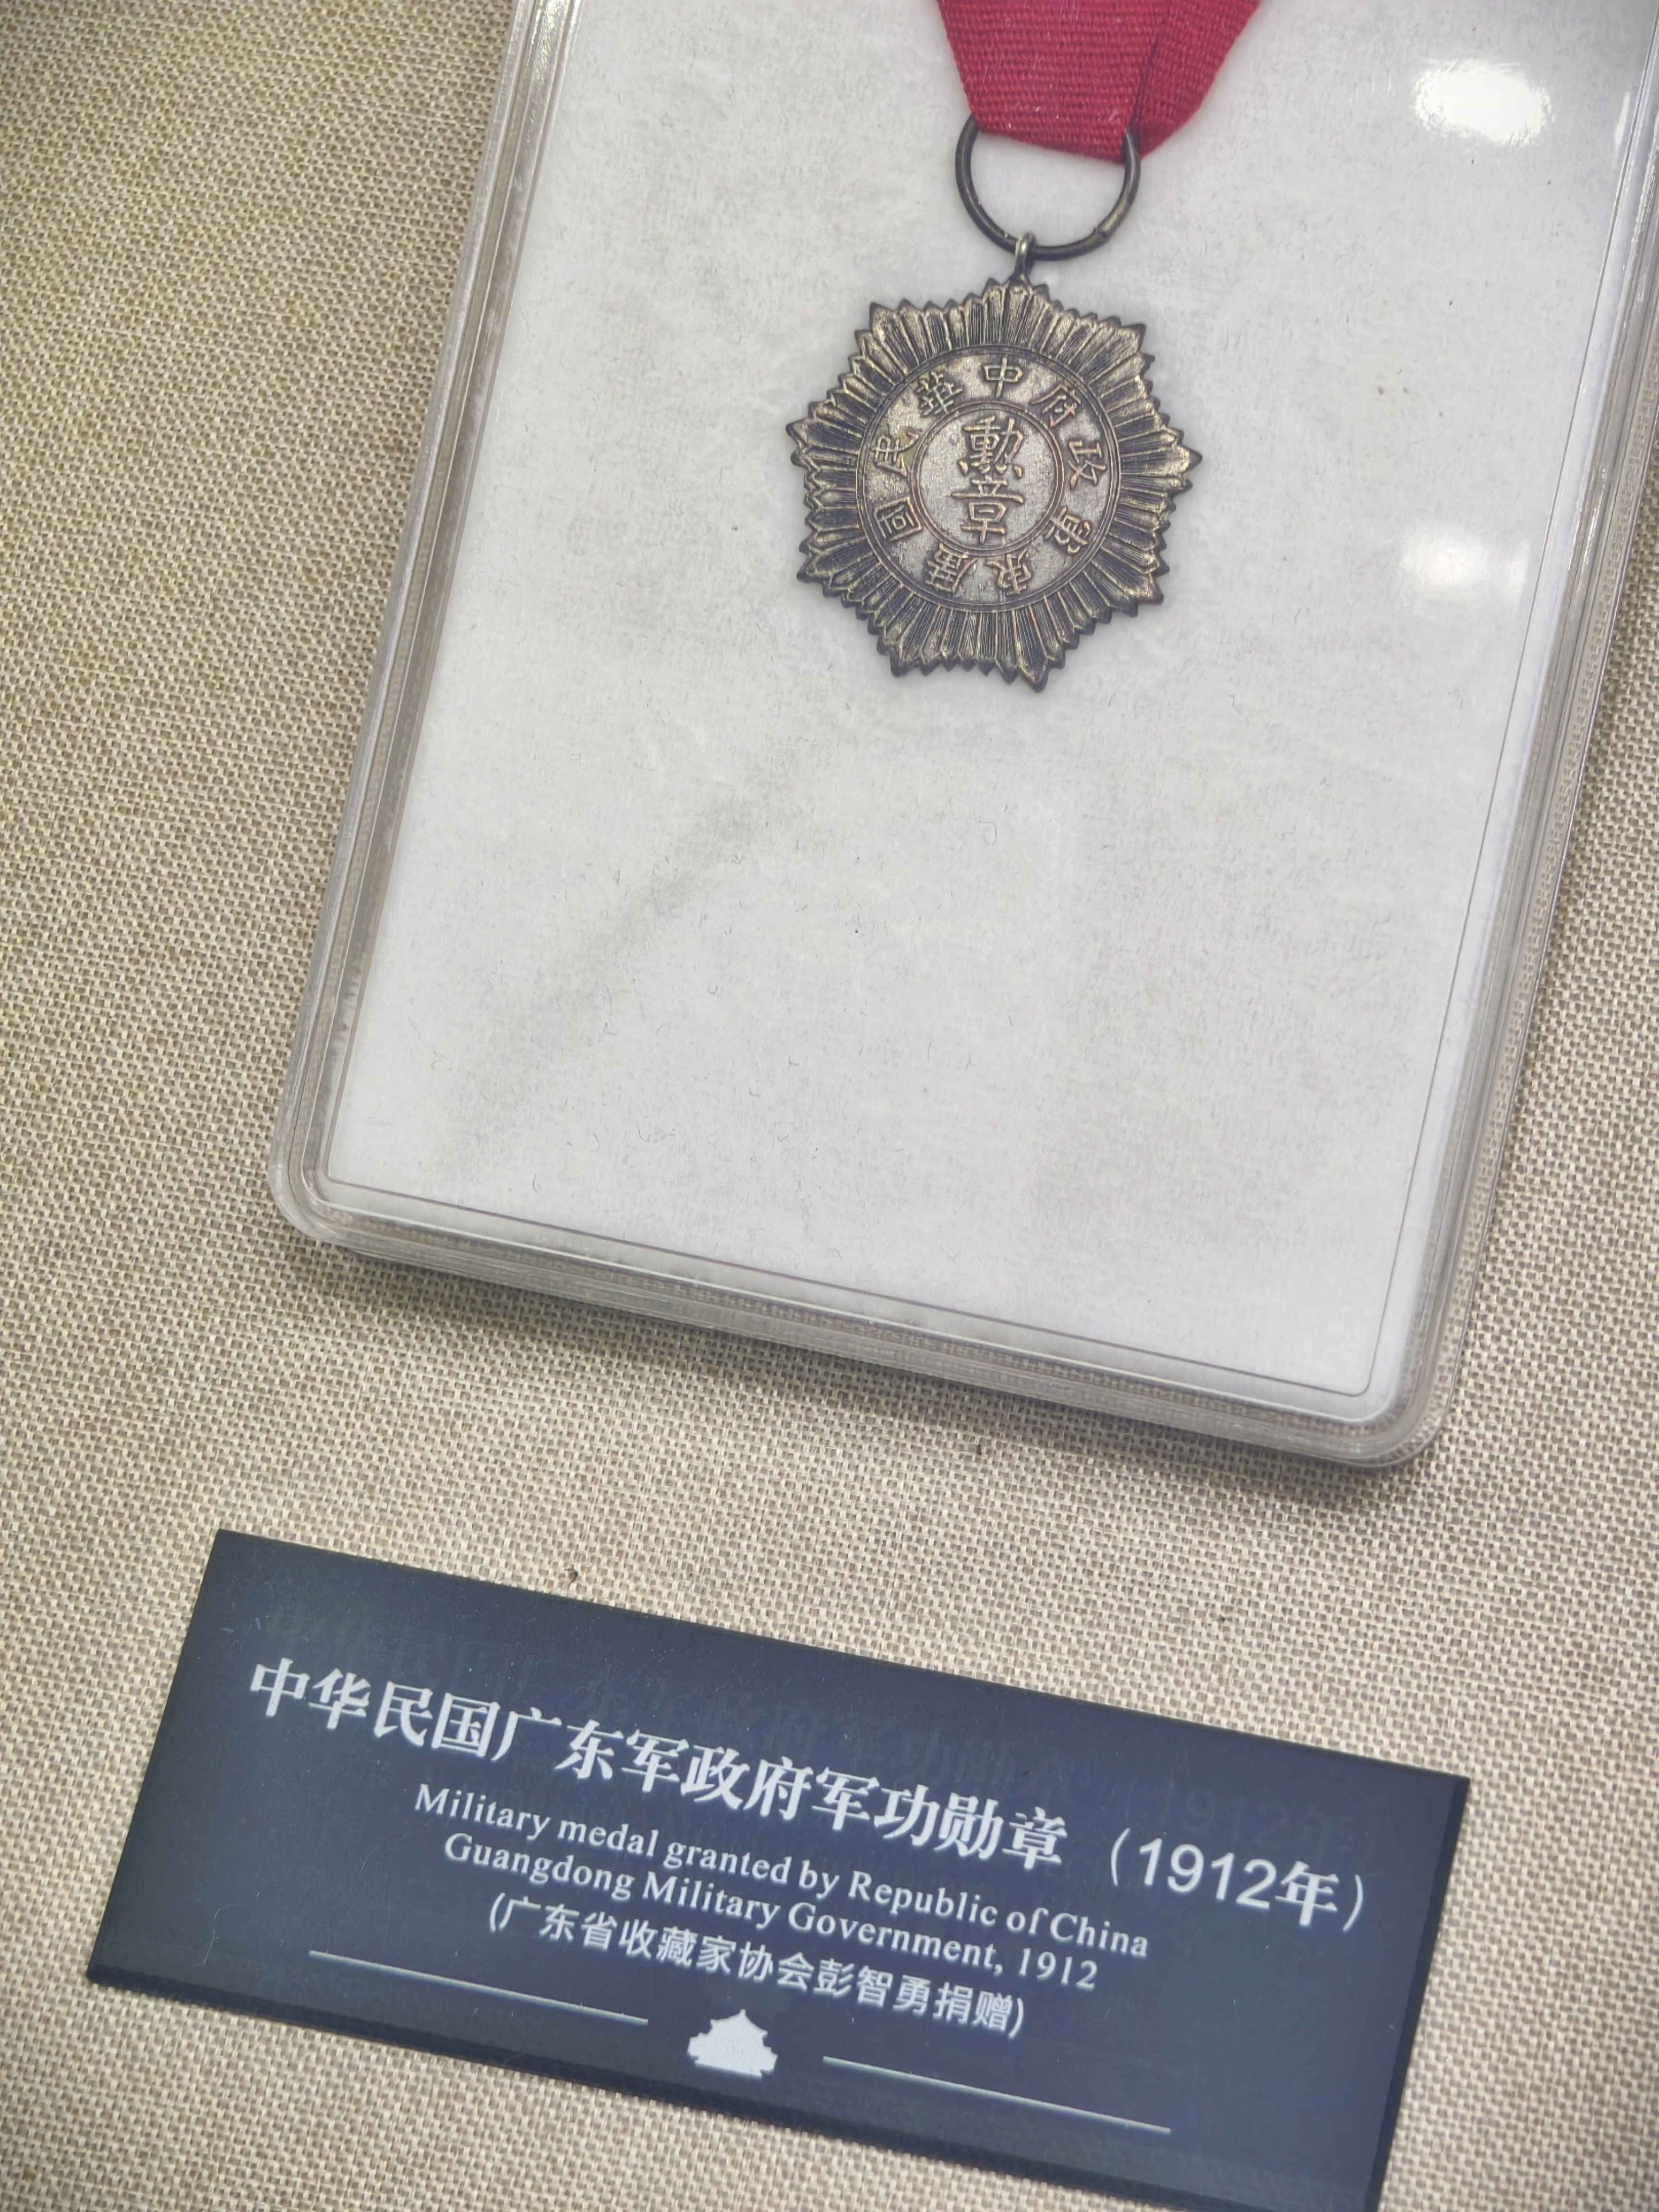 中華民國廣東軍政府
勳章
中华民国广东军政府军功勋章（1912年）
Military medal granted by Republic of China
Guangdong Military Government, 1912
(广东省收藏家协会彭智勇捐赠)